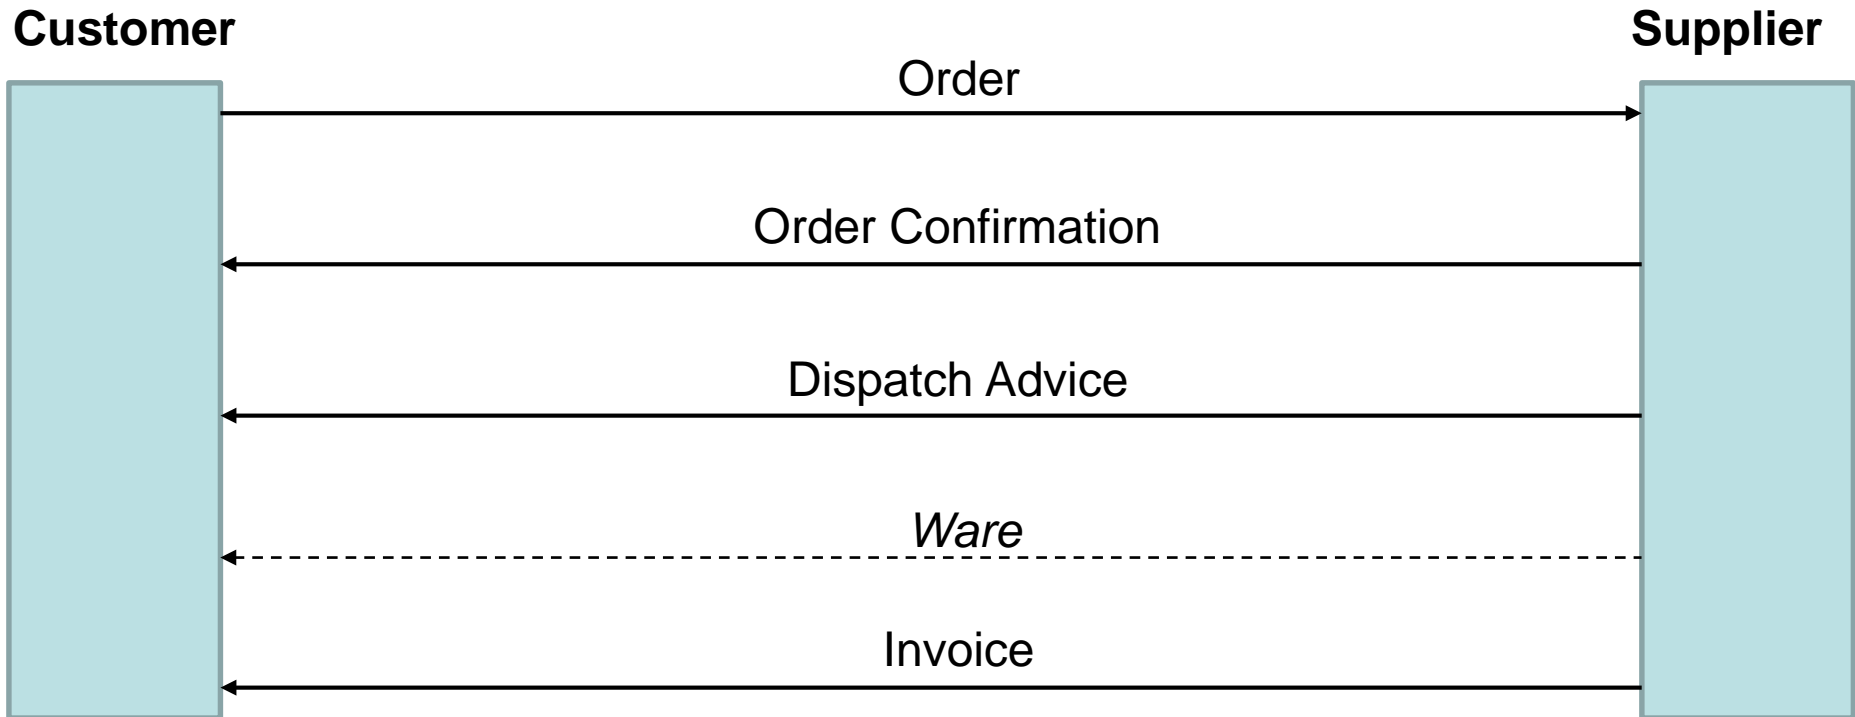 Customer
Supplier
Order
Order Confirmation
Dispatch Advice
Ware
Invoice